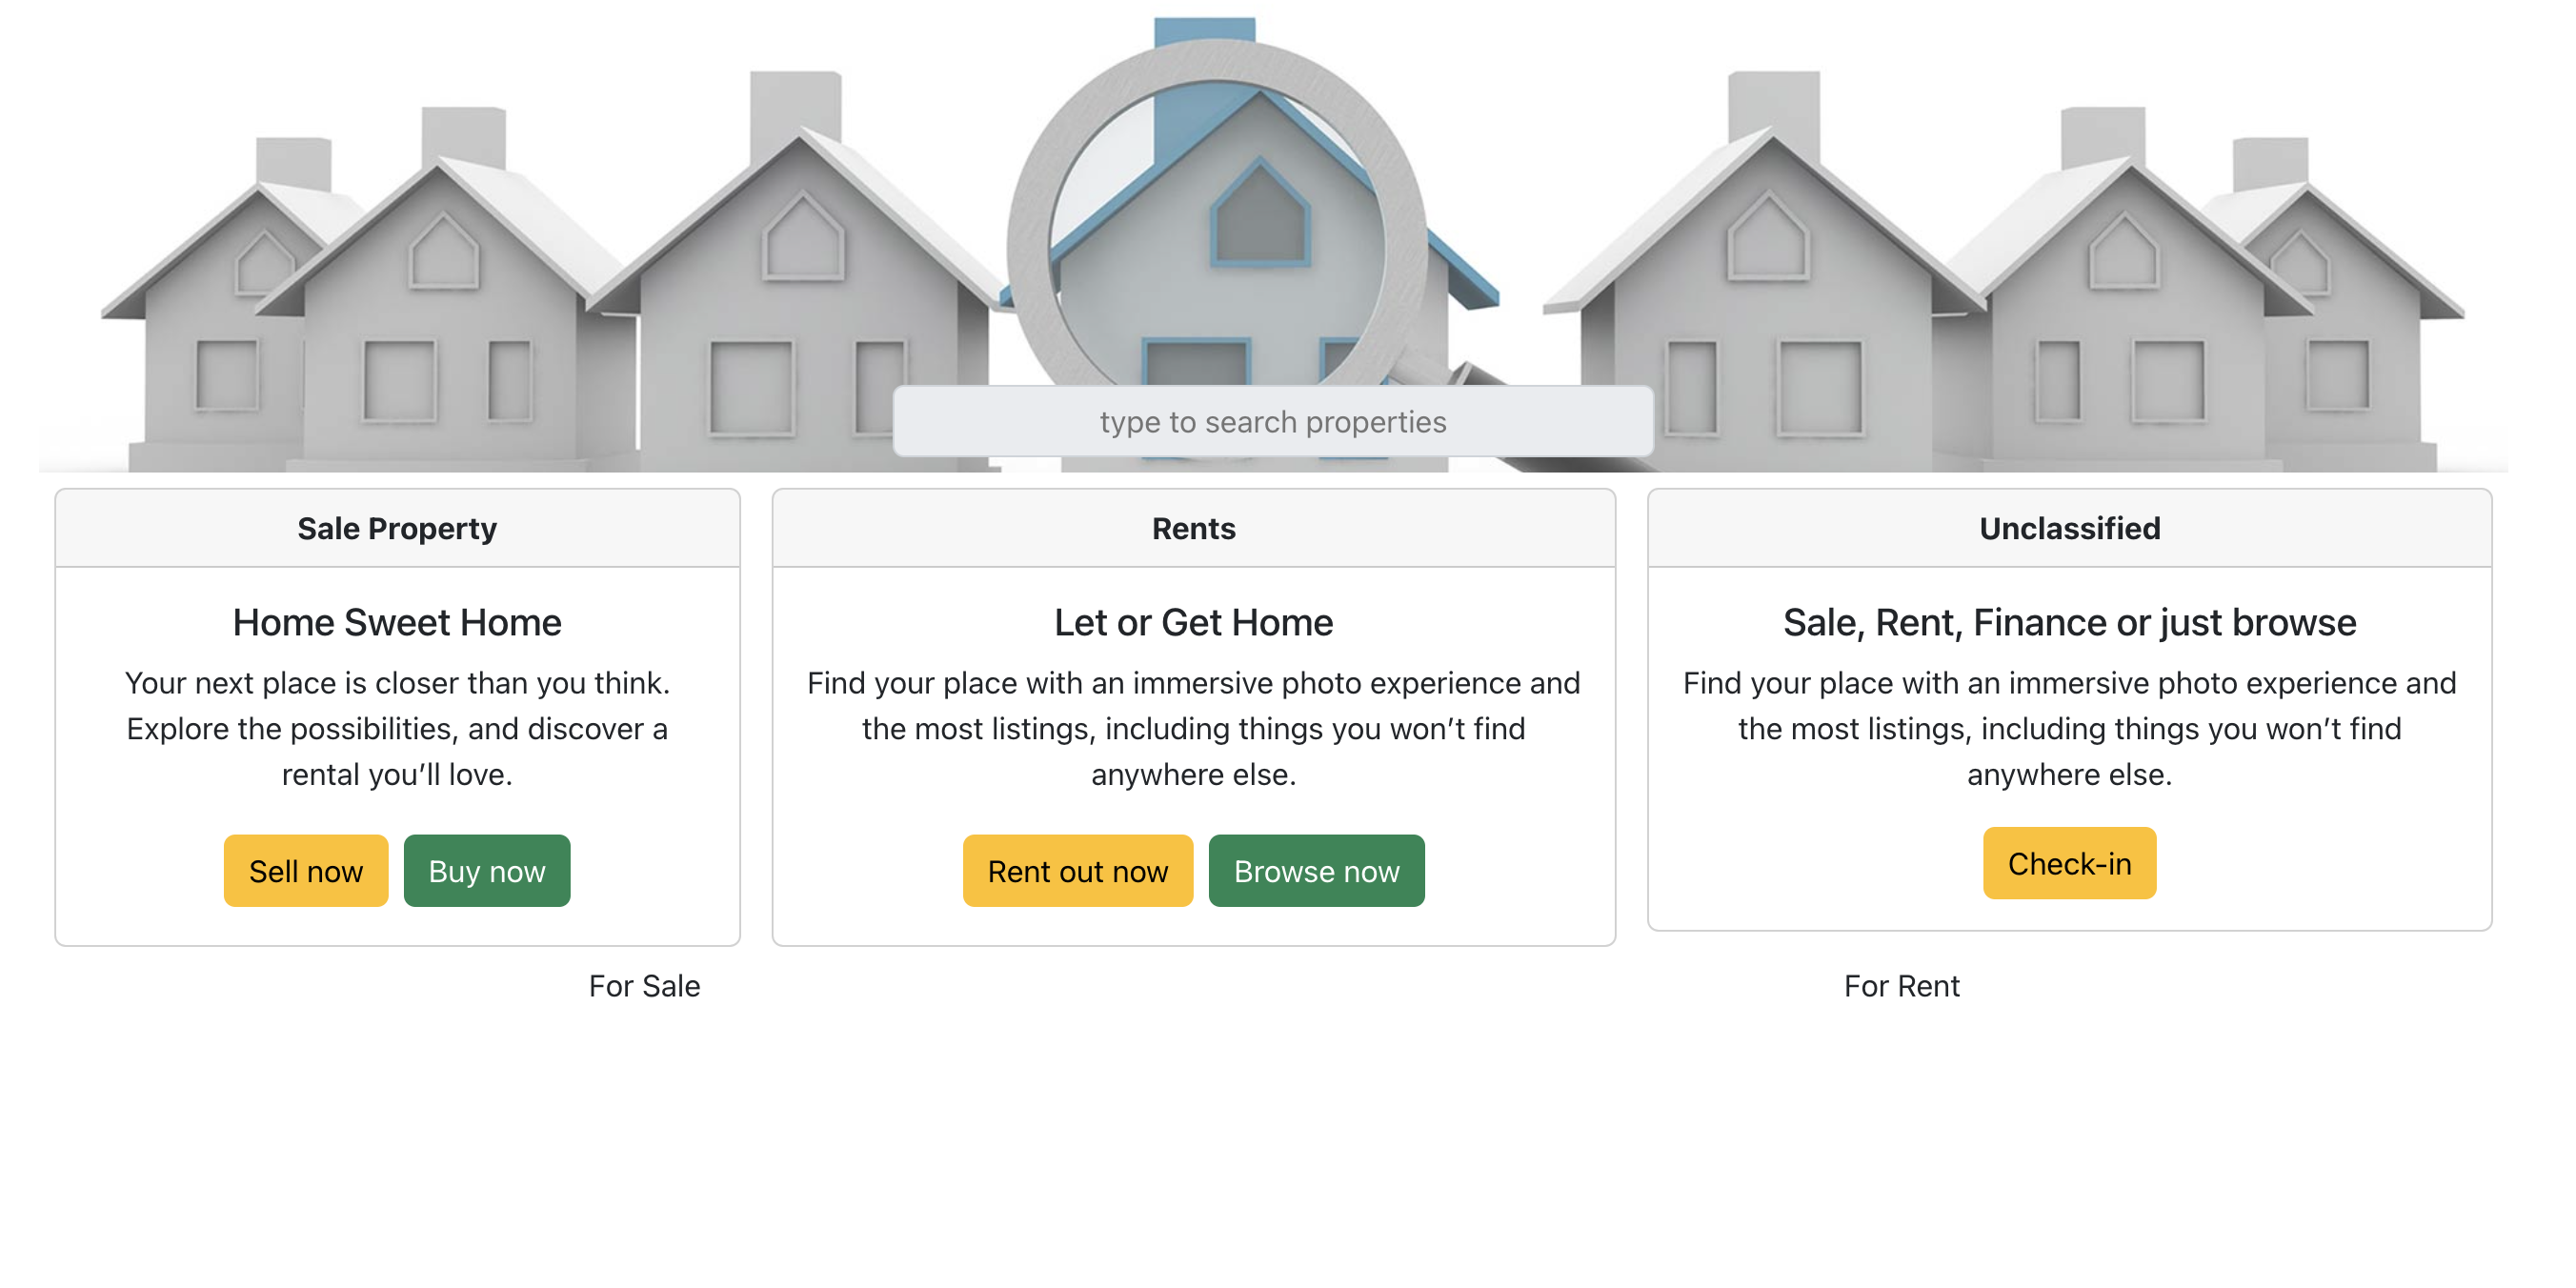 type to search properties
Sale Property
Home Sweet Home
Your next place is closer than you think.
Explore the possibilities, and discover a
rental you’ll love.
Sell now
Buy now
Rents
Let or Get Home
Find your place with an immersive photo experience and
the most listings, including things you won’t find
anywhere else.
Rent out now
Browse now
Unclassified
Sale, Rent, Finance or just browse
Find your place with an immersive photo experience and
the most listings, including things you won’t find
anywhere else.
Check-in
For Sale
For Rent